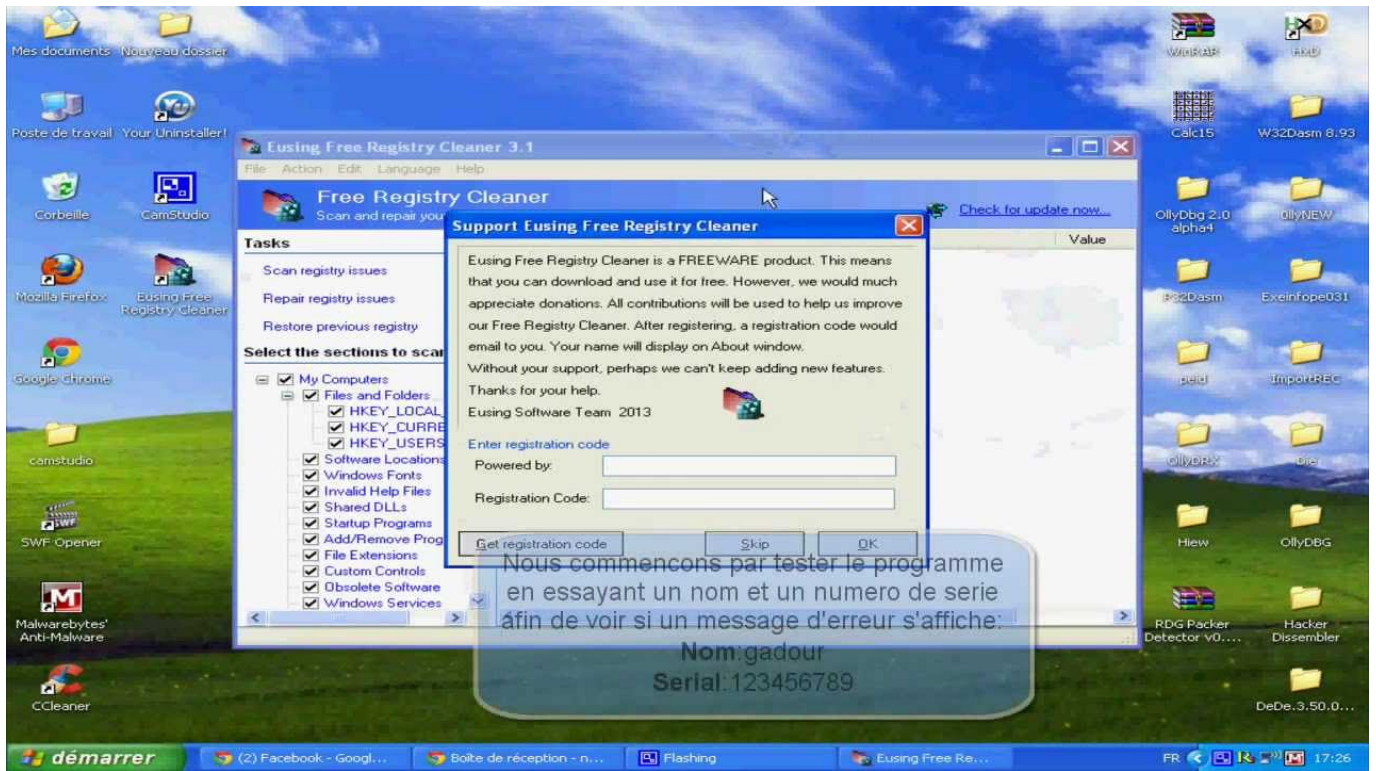 Mes documents
Nouveau dossier
Poste de travail
Your Uninstaller!
Corbeille
CamStudio
Mozilla Firefox
Eusing Free
Registry Cleaner
Google Chrome
camstudio
SWF Opener
Malwarebytes'
Anti-Malware
CCleaner
WinRAR
HxD
Calc15
W32Dasm 8.93
OllyDbg 2.0
alpha4
OllyNEW
P32Dasm
Exeinfope031
peid
ImportREC
OllyDRX
Die
Hiew
OllyDBG
RDG Packer
Detector v0....
Hacker
Dissembler
DeDe.3.50.0...
Eusing Free Registry Cleaner 3.1
File Action Edit Language Help
Free Registry Cleaner
Scan and repair you
Check for update now...
Tasks
Value
Scan registry issues
Repair registry issues
Restore previous registry
Select the sections to scan
My Computers
Files and Folders
HKEY_LOCAL_
HKEY_CURRE
HKEY_USERS
Software Locations
Windows Fonts
Invalid Help Files
Shared DLLs
Startup Programs
Add/Remove Prog
File Extensions
Custom Controls
Obsolete Software
Windows Services
Support Eusing Free Registry Cleaner
Eusing Free Registry Cleaner is a FREEWARE product. This means
that you can download and use it for free. However, we would much
appreciate donations. All contributions will be used to help us improve
our Free Registry Cleaner. After registering, a registration code would
email to you. Your name will display on About window.
Without your support, perhaps we can't keep adding new features.
Thanks for your help.
Eusing Software Team 2013
Enter registration code
Powered by:
Registration Code:
Get registration code
Skip
OK
Nous commencons par tester le programme
en essayant un nom et un numero de serie
afin de voir si un message d'erreur s'affiche:
Nom:gadour
Serial:123456789
démarrer
(2) Facebook - Googl...
Boîte de réception - n...
Flashing
Eusing Free Re...
FR
17:26